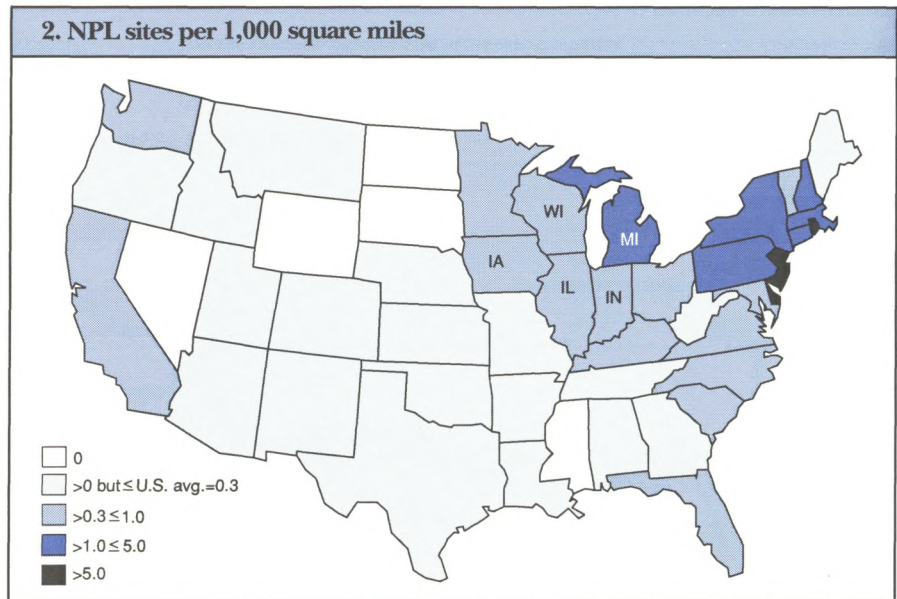 2. NPL sites per 1,000 square miles
WI
MI
IA
IL
IN
0
>0 but≤U.S. avg.=0.3
>0.3≤1.0
>1.0≤5.0
>5.0